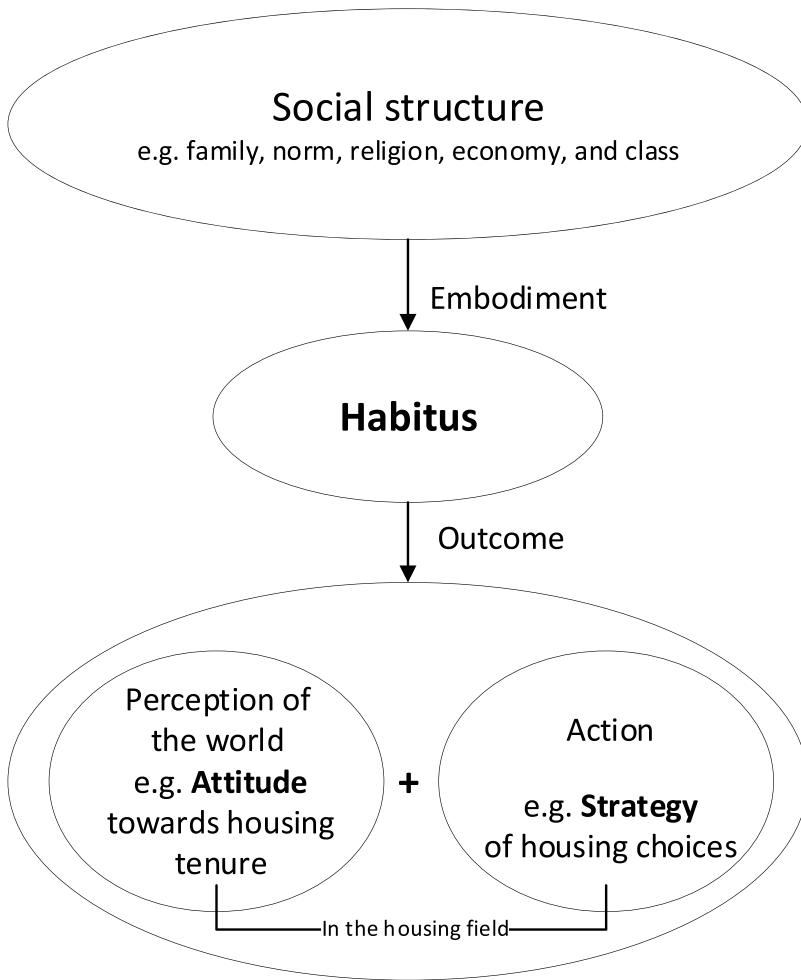 Social structure
e.g. family, norm, religion, economy, and class
Embodiment
Habitus
Outcome
Perception of
the world
e.g. Attitude
towards housing
tenure
+
Action
e.g. Strategy
of housing choices
In the housing field